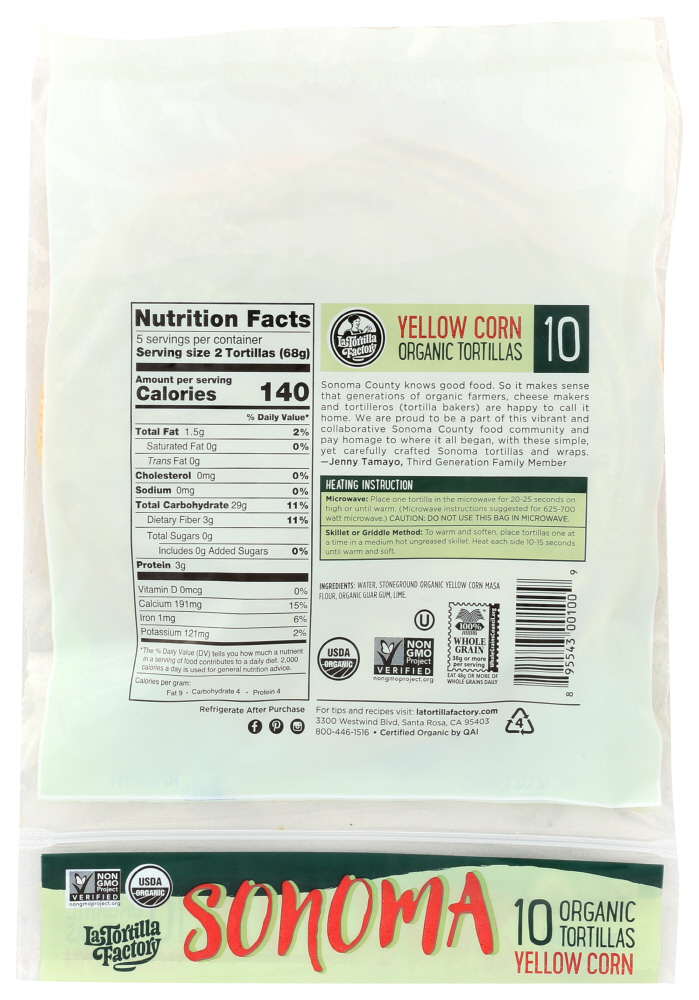 Nutrition Facts
5 servings per container
Serving size 2 Tortillas (68g)
Amount per serving
Calories 140
% Daily Value*
Total Fat 1.5g 2%
Saturated Fat 0g 0%
Trans Fat 0g
Cholesterol 0mg 0%
Sodium 0mg 0%
Total Carbohydrate 29g 11%
Dietary Fiber 3g 11%
Total Sugars 0g
Includes 0g Added Sugars 0%
Protein 3g
Vitamin D 0mcg 0%
Calcium 191mg 15%
Iron 1mg 6%
Potassium 121mg 2%
*The % Daily Value (DV) tells you how much a nutrient
in a serving of food contributes to a daily diet. 2,000
calories a day is used for general nutrition advice.
Calories per gram:
Fat 9 - Carbohydrate 4 • Protein 4
Refrigerate After Purchase
La Tortilla
Factory
YELLOW CORN
ORGANIC TORTILLAS
10
Sonoma County knows good food. So it makes sense
that generations of organic farmers, cheese makers
and tortilleros (tortilla bakers) are happy to call it
home. We are proud to be a part of this vibrant and
collaborative Sonoma County food community and
pay homage to where it all began, with these simple,
yet carefully crafted Sonoma tortillas and wraps.
—Jenny Tamayo, Third Generation Family Member
HEATING INSTRUCTION
Microwave: Place one tortilla in the microwave for 20-25 seconds on
high or until warm. (Microwave instructions suggested for 625-700
watt microwave.) CAUTION: DO NOT USE THIS BAG IN MICROWAVE.
Skillet or Griddle Method: To warm and soften, place tortillas one at
a time in a medium hot ungreased skillet. Heat each side 10-15 seconds
until warm and soft.
INGREDIENTS: WATER, STONEGROUND ORGANIC YELLOW CORN MASA
FLOUR, ORGANIC GUAR GUM, LIME.
U
USDA
ORGANIC
NON
GMO
Project
VERIFIED
nongmoproject.org
100%
WHOLE
GRAIN
38g or more
per serving
WholeGrainsCouncil.org
EAT 48g OR MORE OF
WHOLE GRAINS DAILY
8 95543 00100 9
For tips and recipes visit: latortillafactory.com
3300 Westwind Blvd, Santa Rosa, CA 95403
800-446-1516 • Certified Organic by QAI
4
NON
GMO
Project
VERIFIED
nongmoproject.org
USDA
ORGANIC
La Tortilla
Factory
SONOMA
10 ORGANIC
TORTILLAS
YELLOW CORN